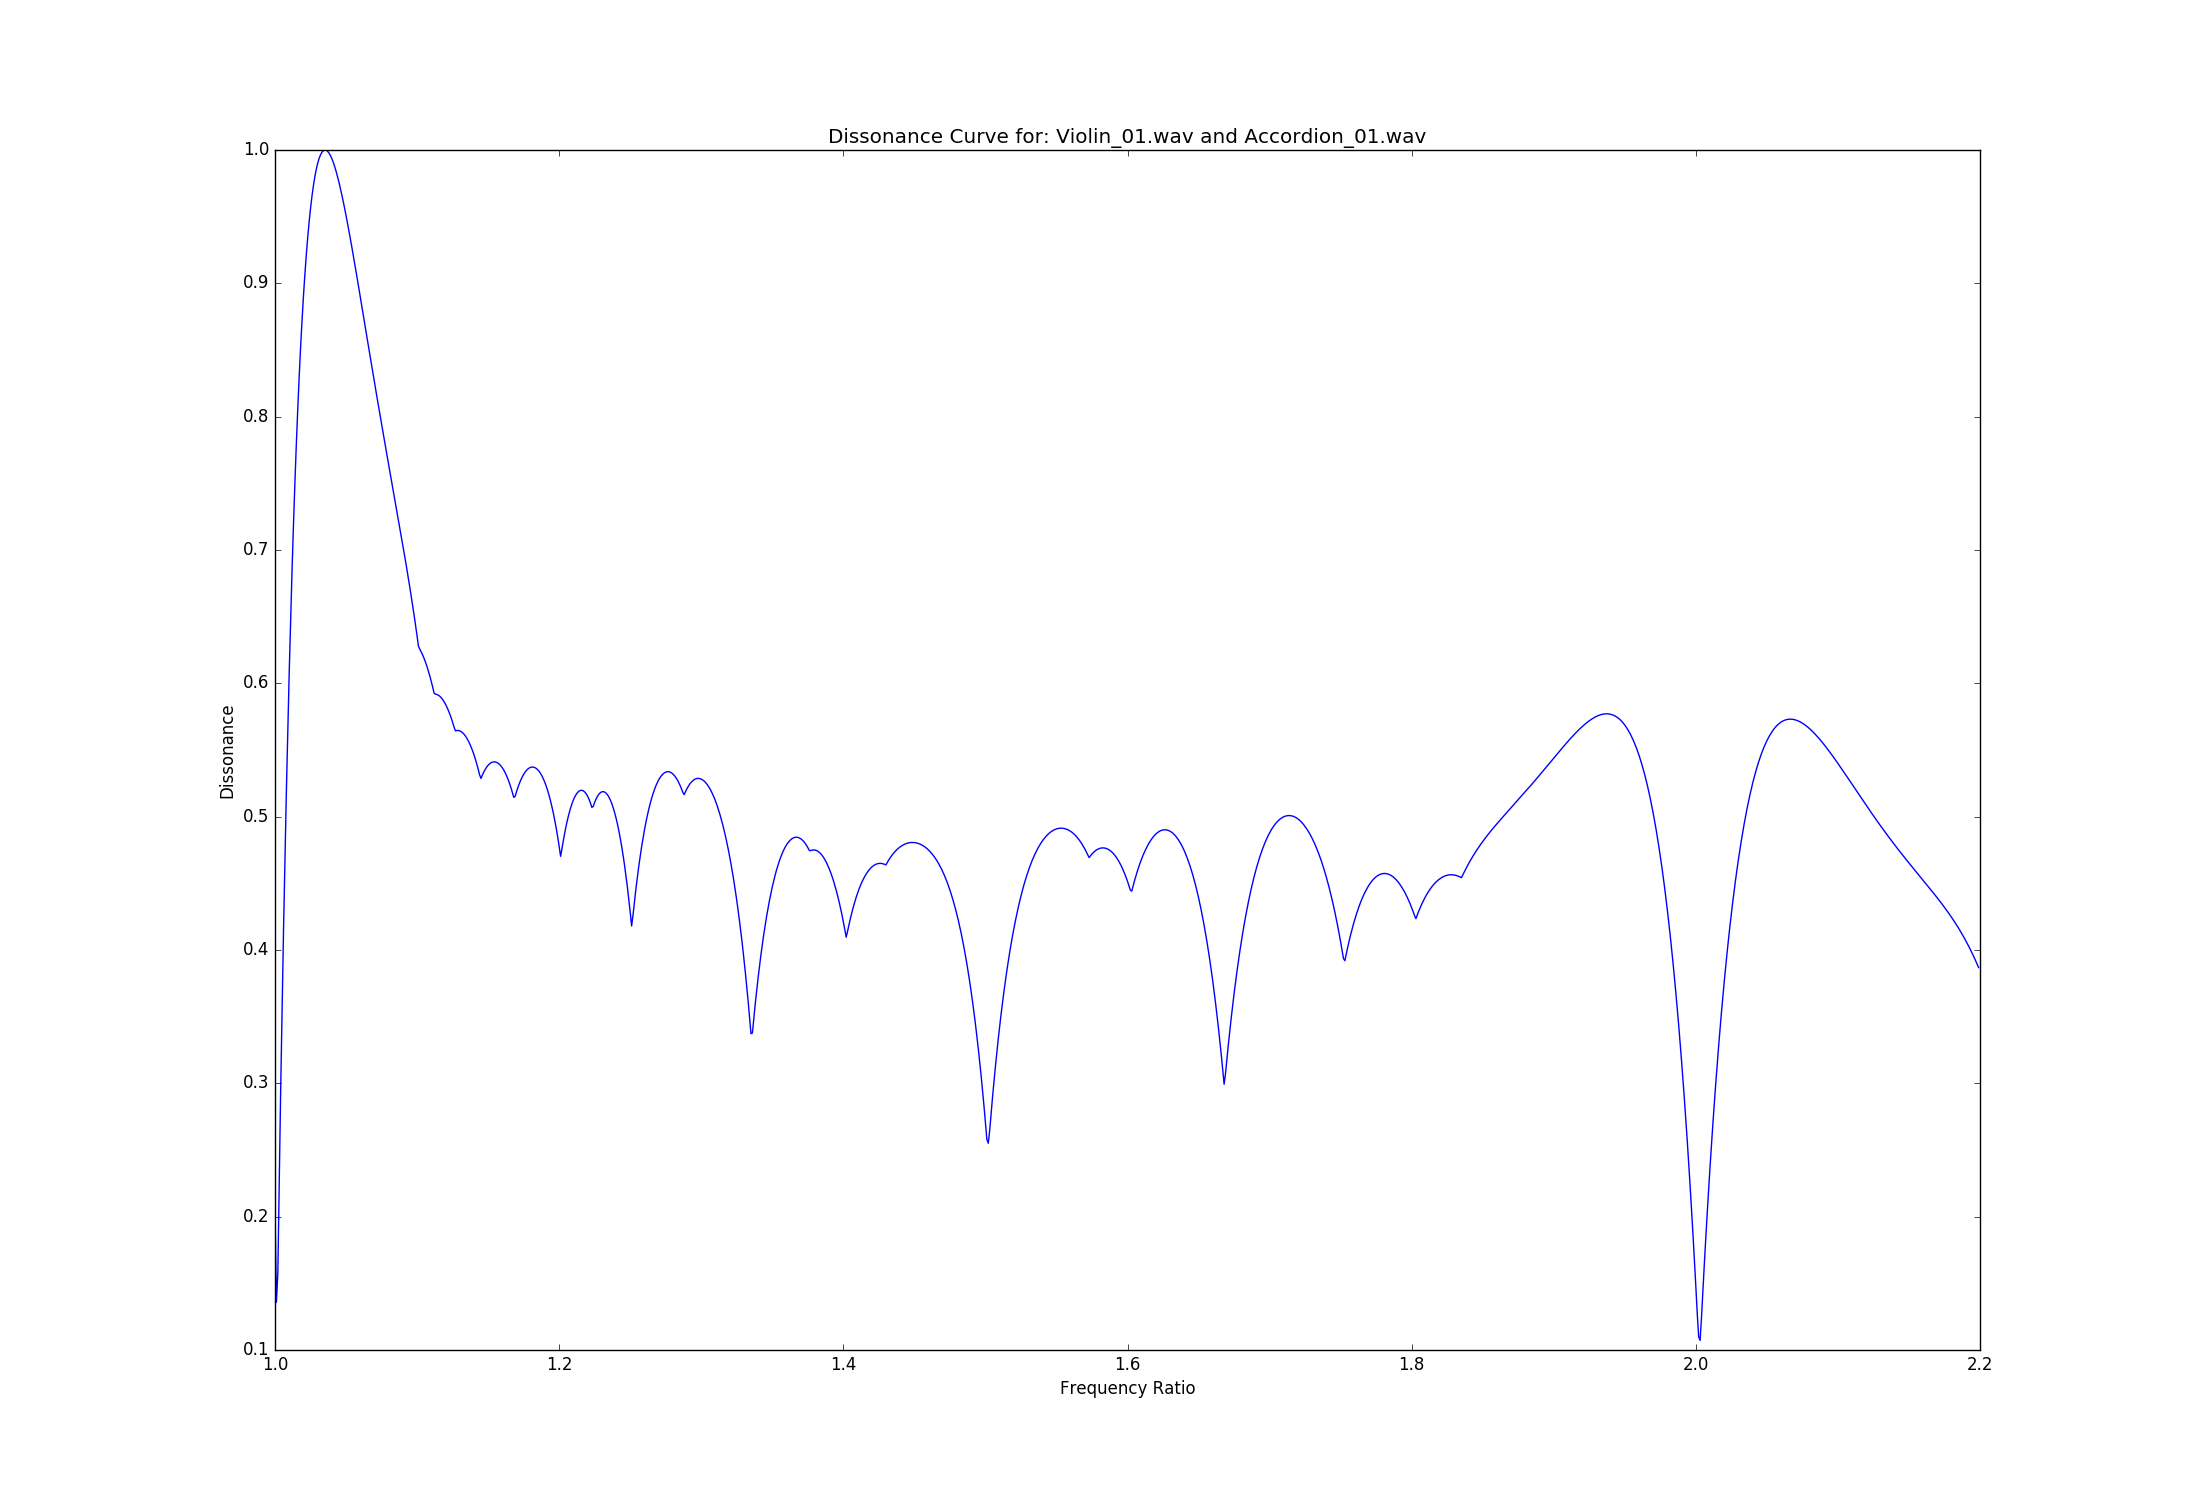 Dissonance Curve for: Violin_01.wav and Accordion_01.wav
1.0
0.9
0.8
0.7
0.6
0.5
0.4
0.3
0.2
0.1
Dissonance
1.0 1.2 1.4 1.6 1.8 2.0 2.2
Frequency Ratio